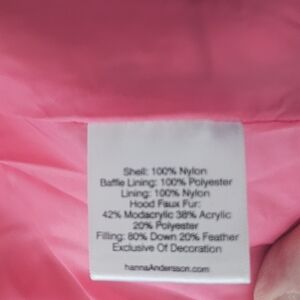 Shell: 100% Nylon
Baffle Lining: 100% Polyester
Lining: 100% Nylon
Hood Faux Fur:
42% Modacrylic 38% Acrylic
20% Polyester
Filling: 80% Down 20% Feather
Exclusive Of Decoration
hannaAndersson.com